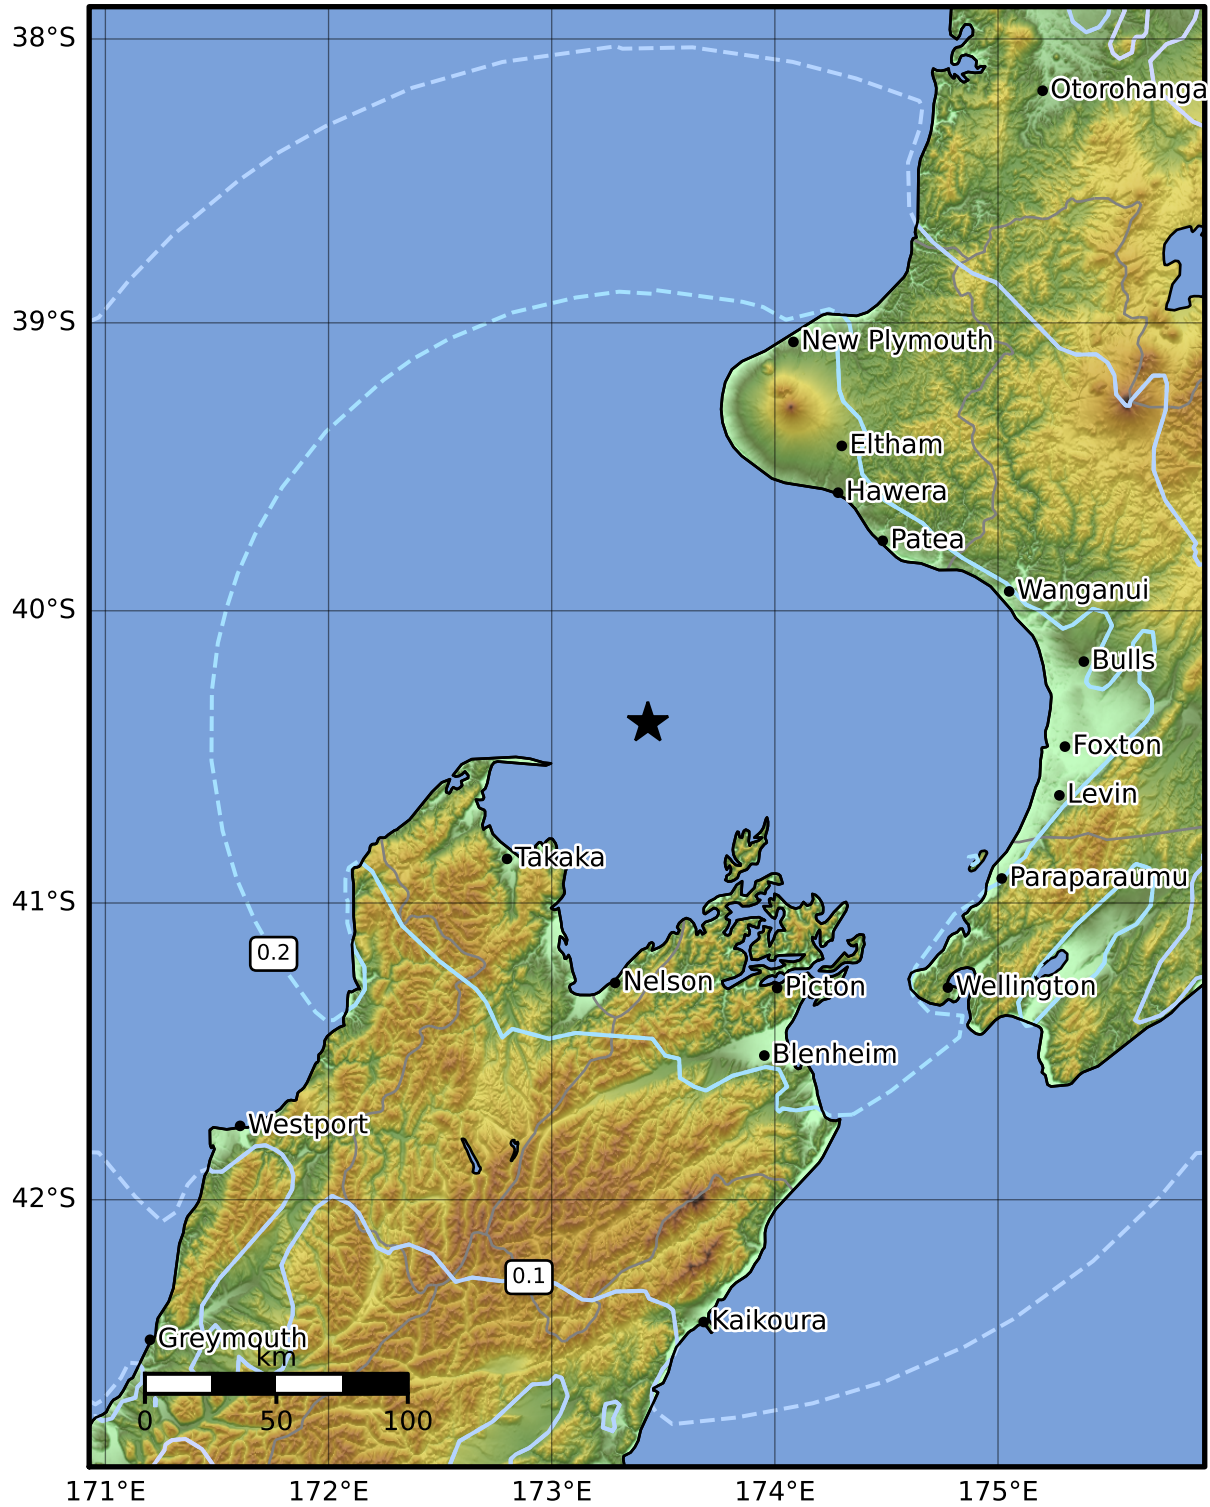 38°S
Otorohanga
39°S
New Plymouth
Eltham
Hawera
Patea
40°S
Wanganui
Bulls
Foxton
Levin
Takaka
Paraparaumu
41°S
0.2
Nelson
Picton
Wellington
Blenheim
Westport
42°S
0.1
Kaikoura
Greymouth
km
0 50 100
171°E 172°E 173°E 174°E 175°E